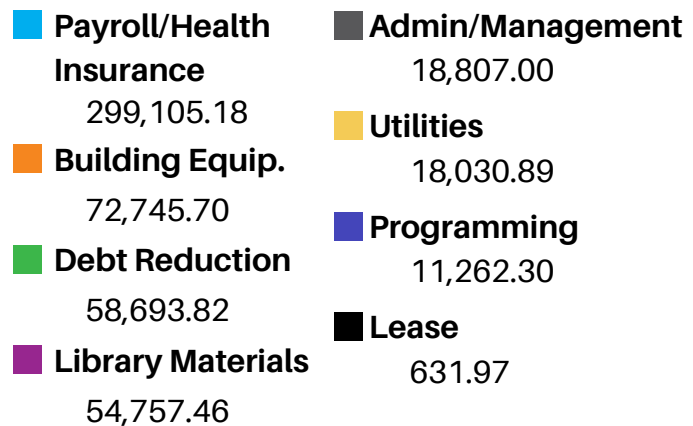 Payroll/Health
Insurance
299,105.18
Building Equip.
72,745.70
Debt Reduction
58,693.82
Library Materials
54,757.46
Admin/Management
18,807.00
Utilities
18,030.89
Programming
11,262.30
Lease
631.97